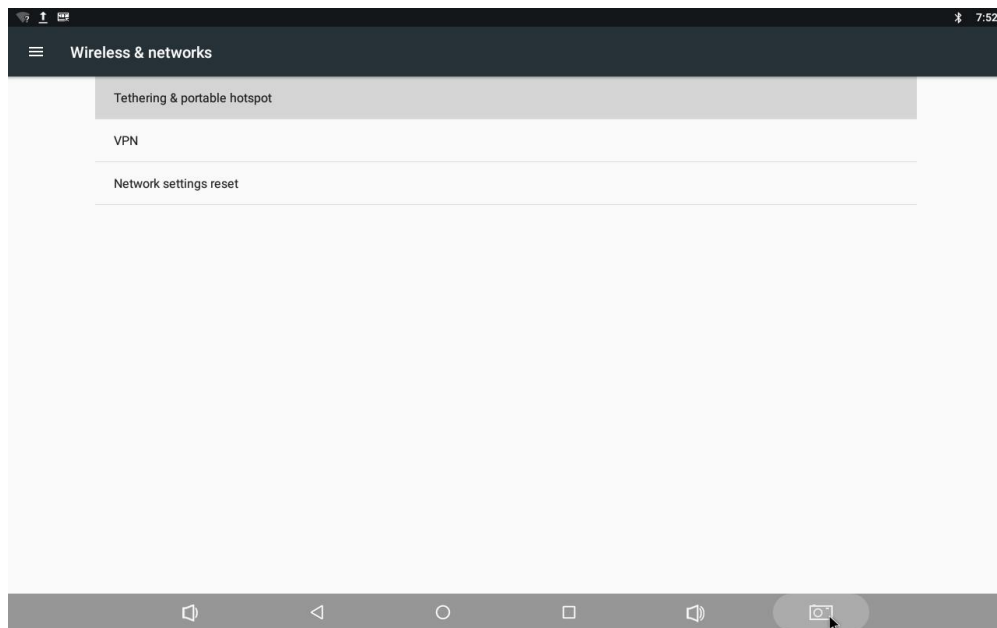 7:52
Wireless & networks
Tethering & portable hotspot
VPN
Network settings reset